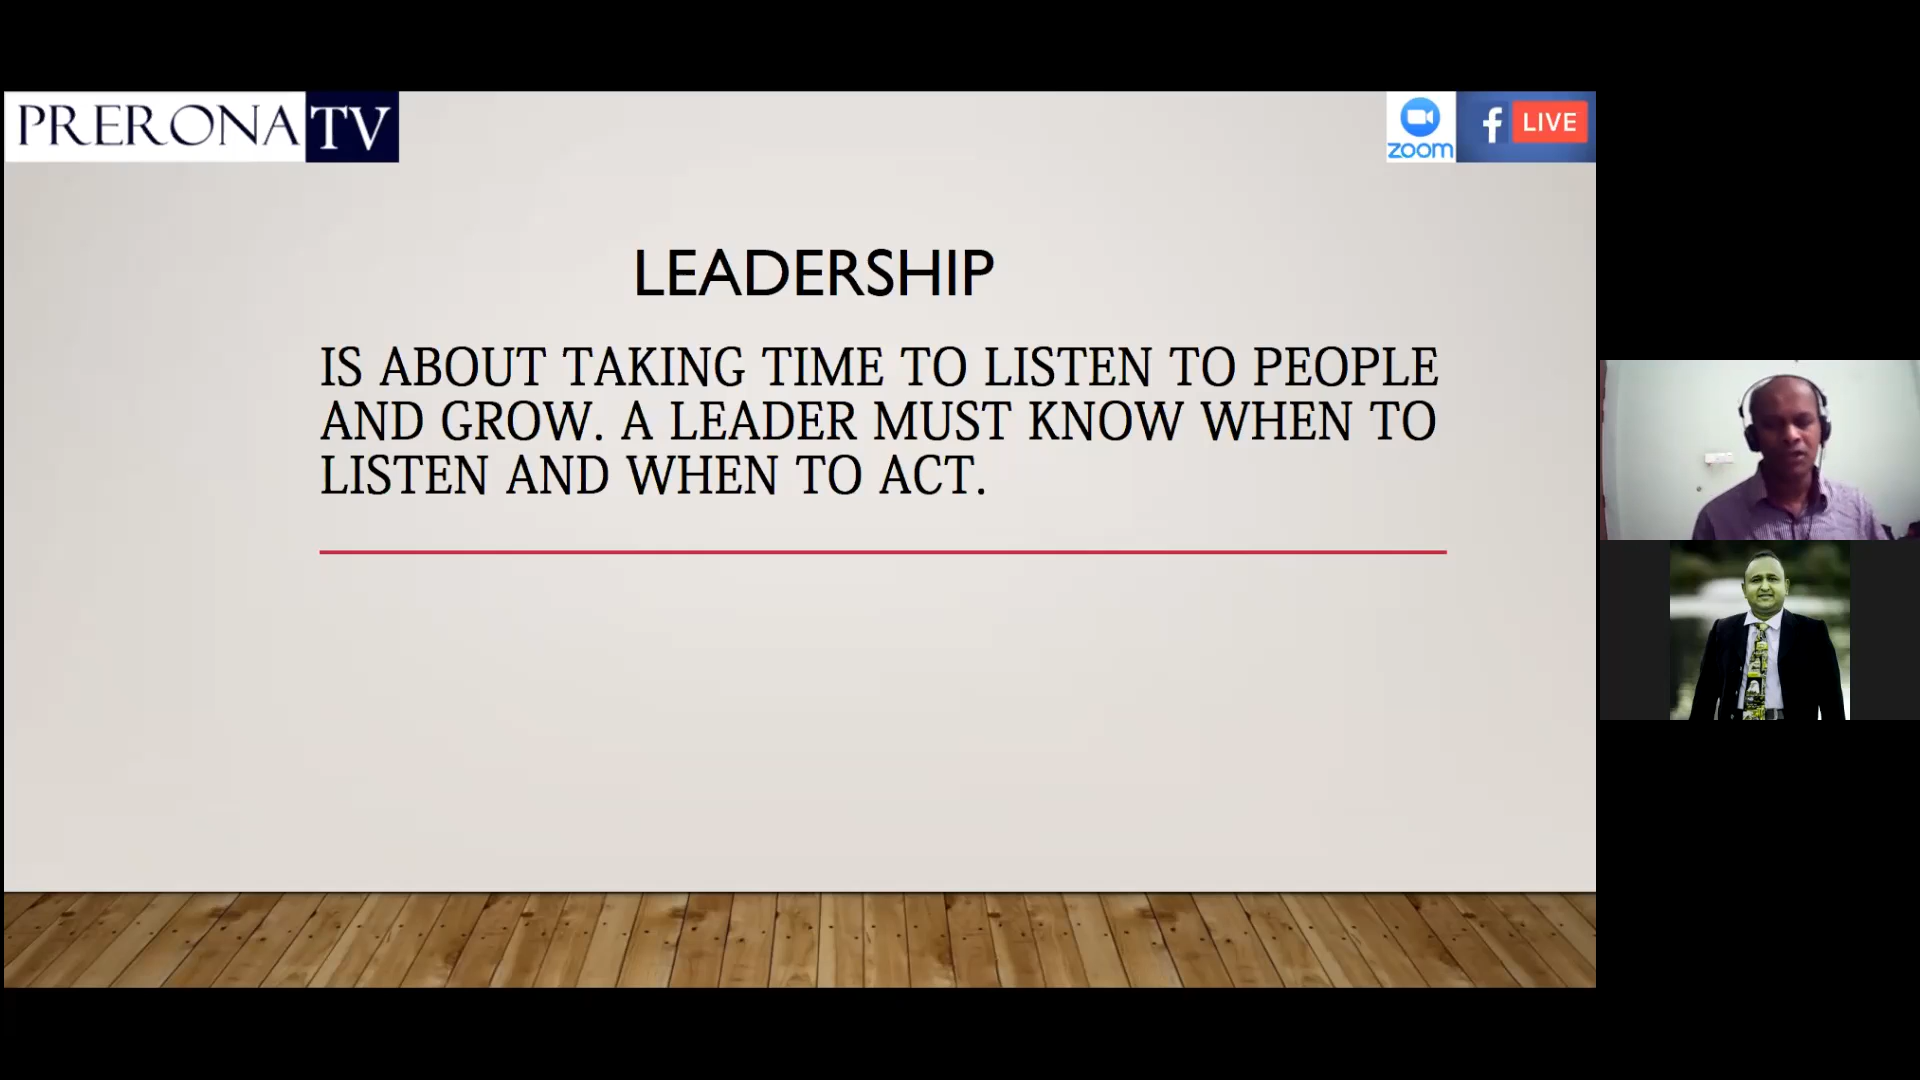 PRERONA TV
zoom
f LIVE
LEADERSHIP
IS ABOUT TAKING TIME TO LISTEN TO PEOPLE
AND GROW. A LEADER MUST KNOW WHEN TO
LISTEN AND WHEN TO ACT.